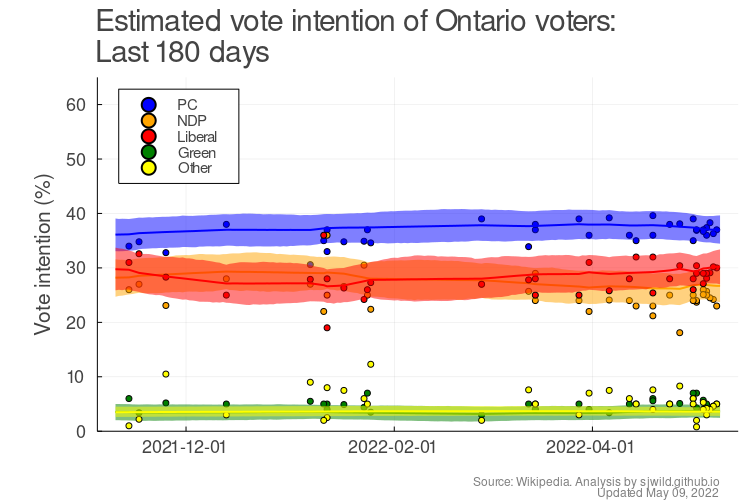 Estimated vote intention of Ontario voters:
Last 180 days
PC
NDP
Liberal
Green
Other
Vote intention (%)
60
50
40
30
20
10
0
2021-12-01
2022-02-01
2022-04-01
Source: Wikipedia. Analysis by sjwild.github.io
Updated May 09, 2022